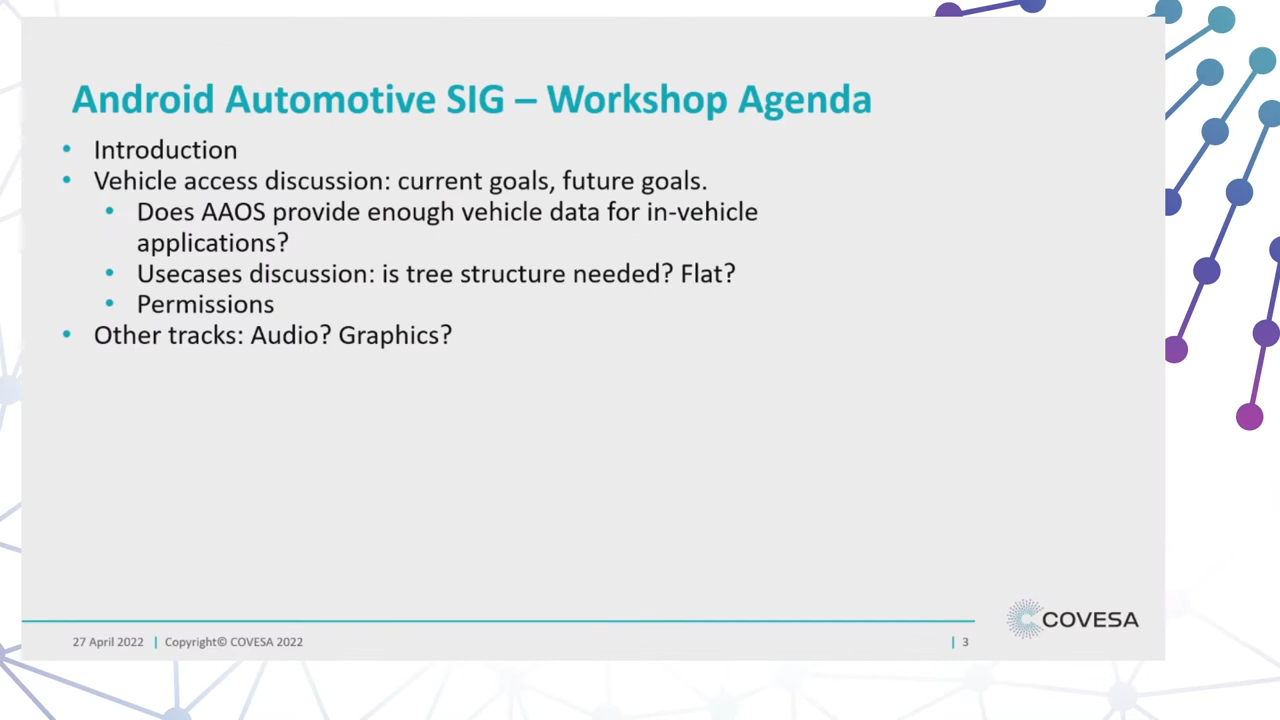 Android Automotive SIG – Workshop Agenda
• Introduction
• Vehicle access discussion: current goals, future goals.
• Does AAOS provide enough vehicle data for in-vehicle
applications?
• Usecases discussion: is tree structure needed? Flat?
• Permissions
• Other tracks: Audio? Graphics?
COVESA
27 April 2022 | Copyright© COVESA 2022
| 3